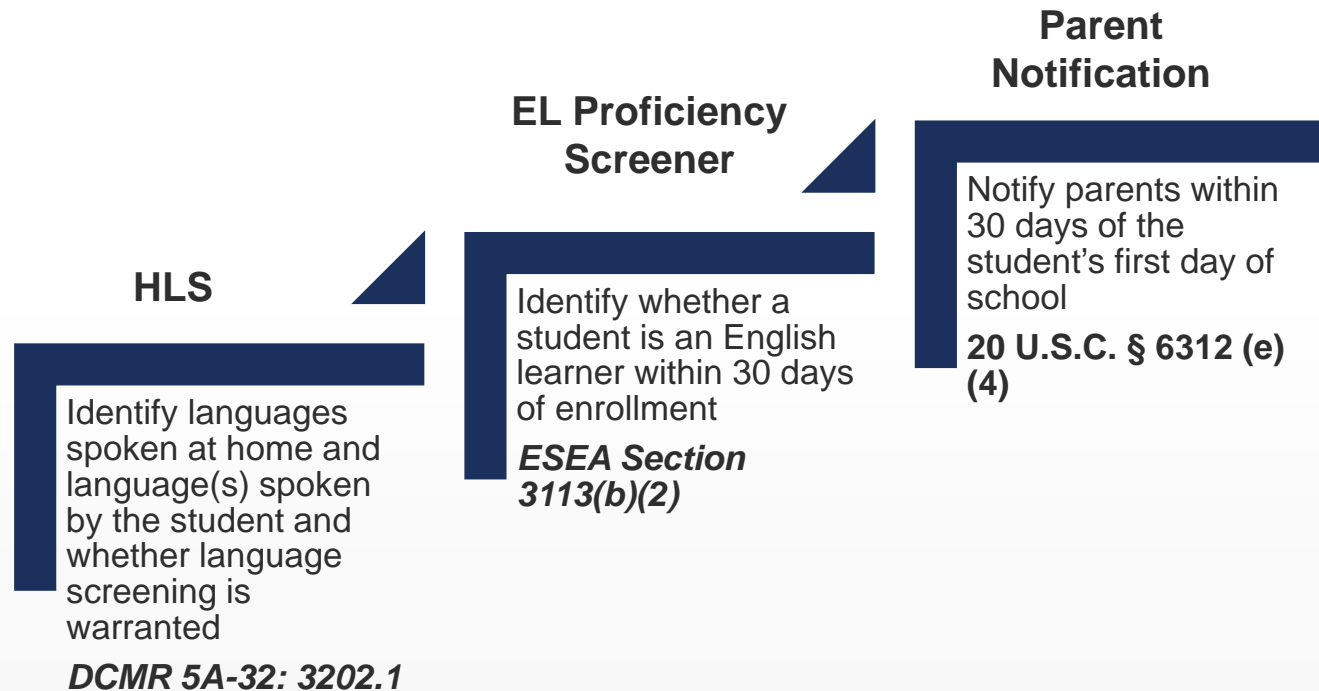 HLS
Identify languages
spoken at home and
language(s) spoken
by the student and
whether language
screening is
warranted
DCMR 5A-32: 3202.1
EL Proficiency
Screener
Identify whether a
student is an English
learner within 30 days
of enrollment
ESEA Section
3113(b)(2)
Parent
Notification
Notify parents within
30 days of the
student’s first day of
school
20 U.S.C. § 6312 (e)
(4)